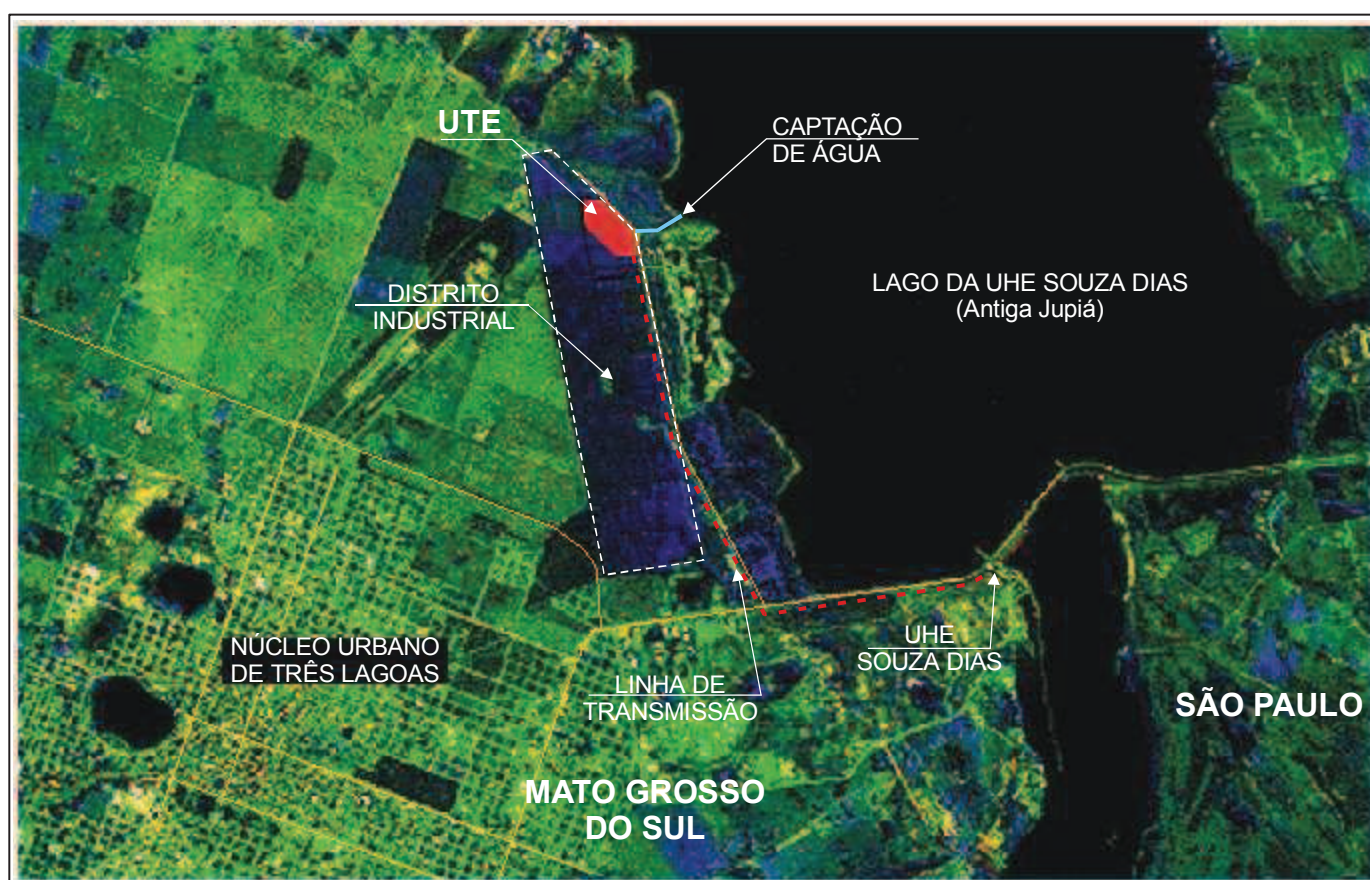 UTE
CAPTAÇÃO
DE ÁGUA
LAGO DA UHE SOUZA DIAS
(Antiga Jupiá)
DISTRITO
INDUSTRIAL
NÚCLEO URBANO
DE TRÊS LAGOAS
UHE
SOUZA DIAS
LINHA DE
TRANSMISSÃO
SÃO PAULO
MATO GROSSO
DO SUL